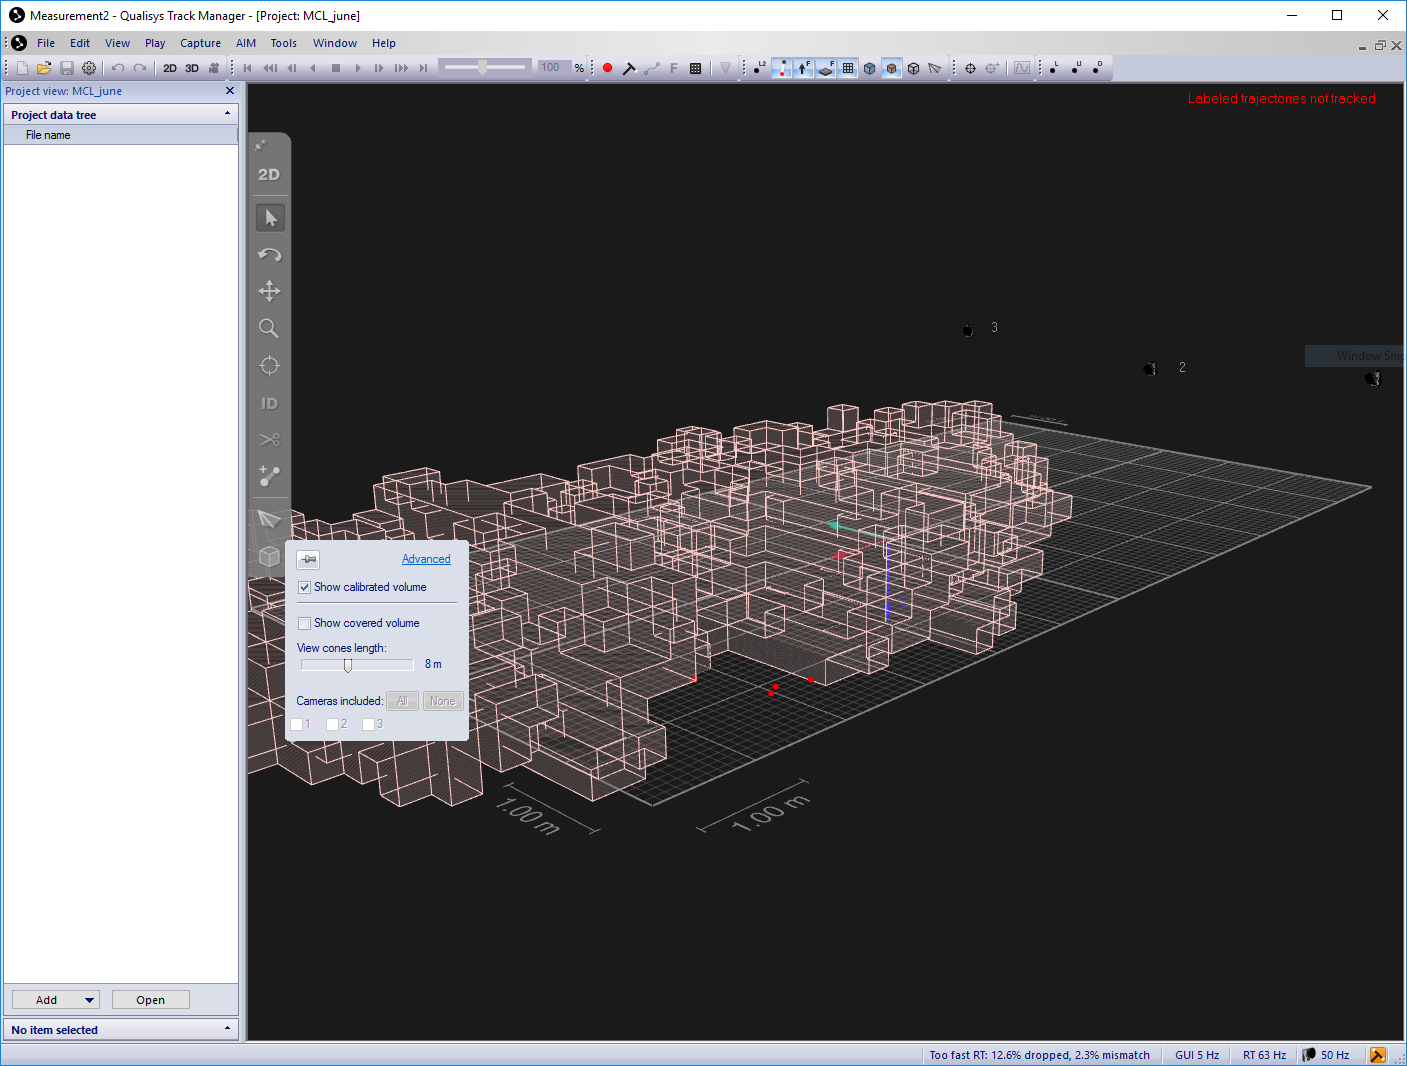 Measurement2 - Qualisys Track Manager - [Project: MCL_june]
File Edit View Play Capture AIM Tools Window Help
2D 3D 100 % F L2 F F L U D
Project view: MCL_june
Project data tree
File name
Labeled trajectories not tracked
2D
ID
3
2
Window Snip
Advanced
Show calibrated volume
Show covered volume
View cones length:
8 m
Cameras included: All None
1 2 3
1.00 m
1.00 m
Add Open
No item selected
Too fast RT: 12.6% dropped, 2.3% mismatch GUI 5 Hz RT 63 Hz 50 Hz